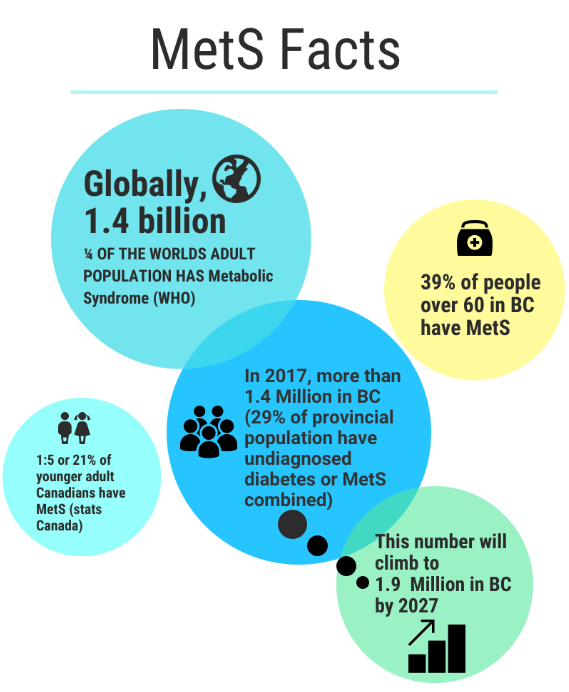 MetS Facts
Globally,
1.4 billion
¼ OF THE WORLDS ADULT
POPULATION HAS Metabolic
Syndrome (WHO)
39% of people
over 60 in BC
have MetS
In 2017, more than
1.4 Million in BC
(29% of provincial
population have
undiagnosed
diabetes or MetS
combined)
1:5 or 21% of
younger adult
Canadians have
MetS (stats
Canada)
This number will
climb to
1.9 Million in BC
by 2027